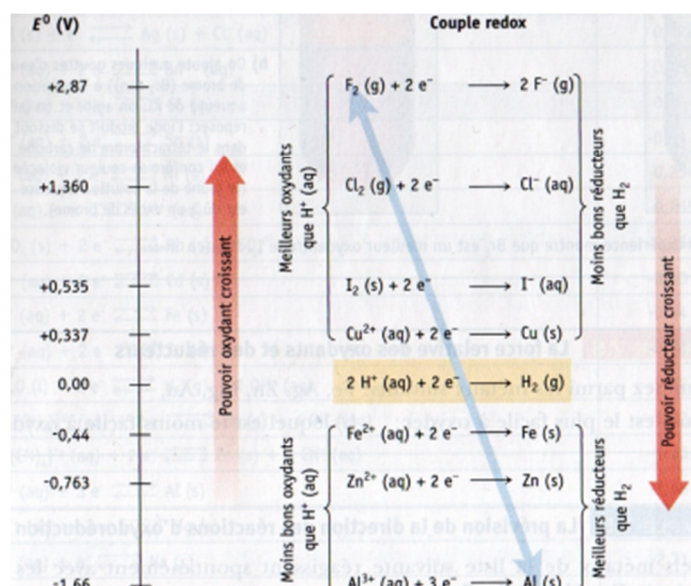 E⁰ (V)
Couple redox
+2,87
F₂ (g) + 2 e⁻ ⟶ 2 F⁻ (g)
+1,360
Cl₂ (g) + 2 e⁻ ⟶ Cl⁻ (aq)
+0,535
I₂ (s) + 2 e⁻ ⟶ I⁻ (aq)
+0,337
Cu²⁺ (aq) + 2 e⁻ ⟶ Cu (s)
0,00
2 H⁺ (aq) + 2 e⁻ ⟶ H₂ (g)
-0,44
Fe²⁺ (aq) + 2 e⁻ ⟶ Fe (s)
-0,763
Zn²⁺ (aq) + 2 e⁻ ⟶ Zn (s)
-1,66
Al³⁺ (aq) + 3 e⁻ ⟶ Al (s)
Pouvoir oxydant croissant
Meilleurs oxydants
que H⁺ (aq)
Moins bons oxydants
que H⁺ (aq)
Moins bons réducteurs
que H₂
Meilleurs réducteurs
que H₂
Pouvoir réducteur croissant